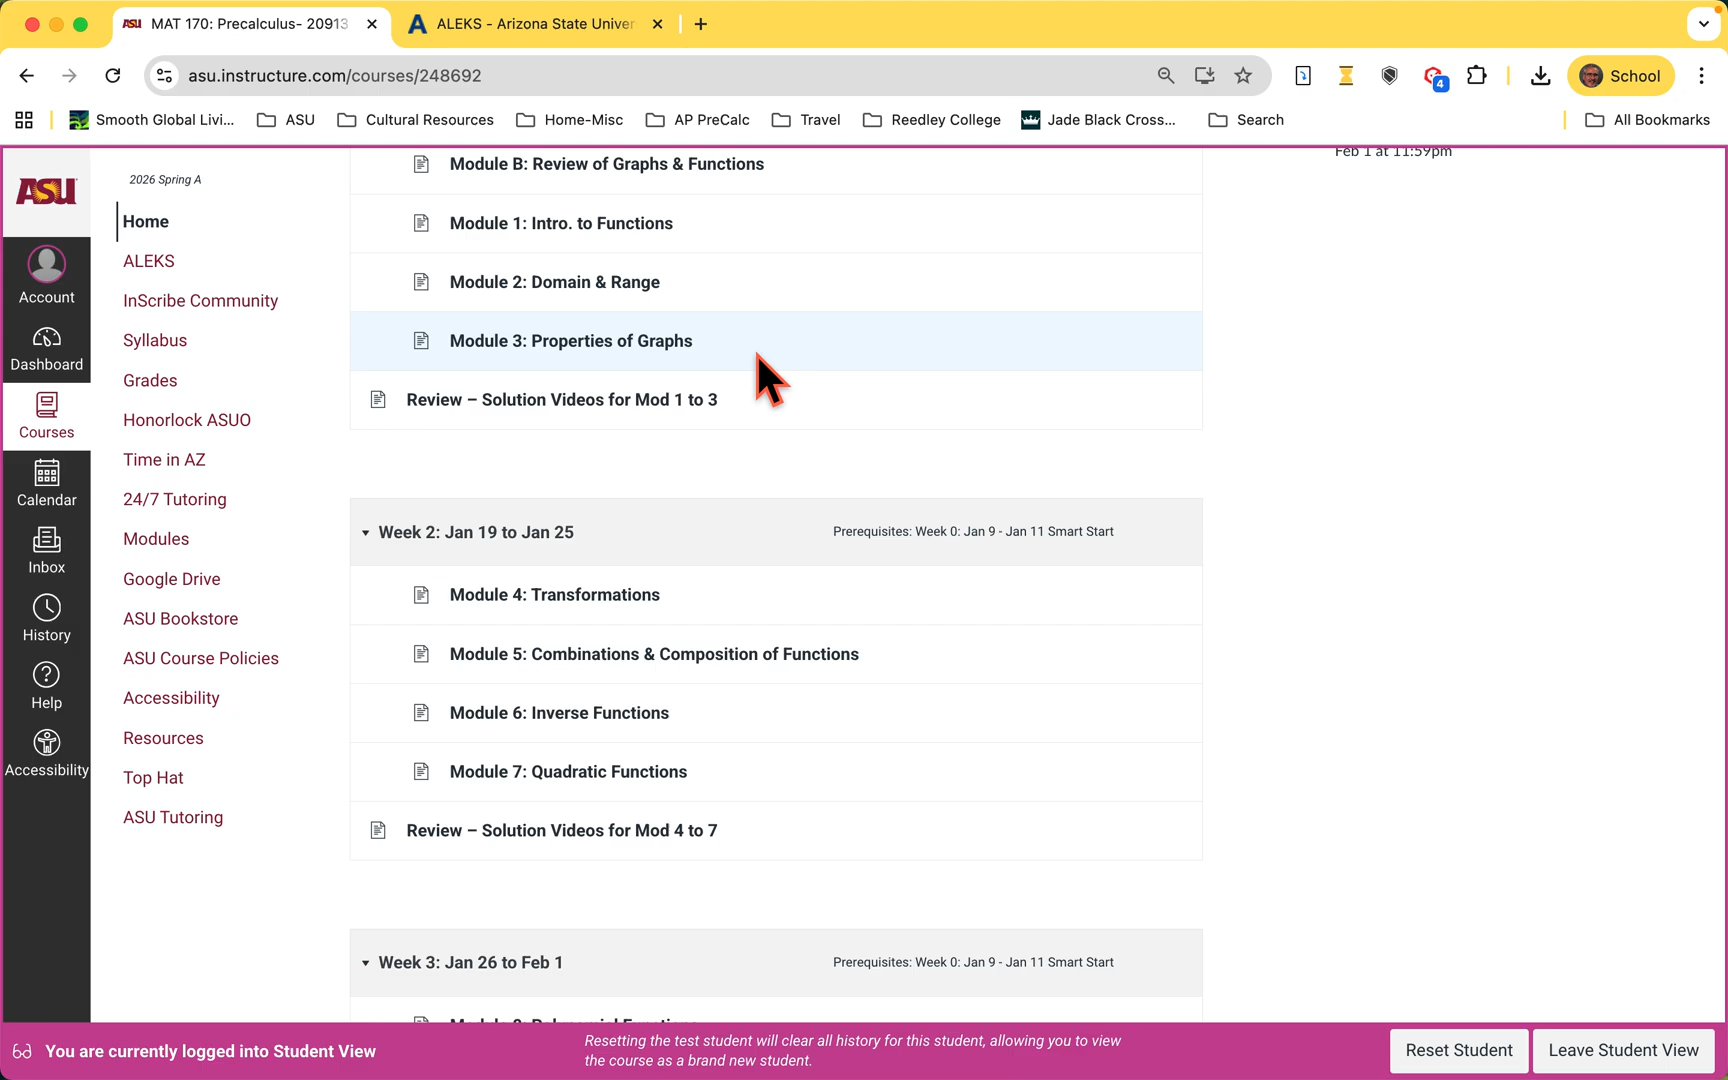 MAT 170: Precalculus- 20913
ALEKS - Arizona State Univer
asu.instructure.com/courses/248692
4
School
Smooth Global Livi...
ASU
Cultural Resources
Home-Misc
AP PreCalc
Travel
Reedley College
Jade Black Cross...
Search
All Bookmarks
ASU
Account
Dashboard
Courses
Calendar
Inbox
History
Help
Accessibility
2026 Spring A
Home
ALEKS
InScribe Community
Syllabus
Grades
Honorlock ASUO
Time in AZ
24/7 Tutoring
Modules
Google Drive
ASU Bookstore
ASU Course Policies
Accessibility
Resources
Top Hat
ASU Tutoring
Module B: Review of Graphs & Functions
Module 1: Intro. to Functions
Module 2: Domain & Range
Module 3: Properties of Graphs
Review – Solution Videos for Mod 1 to 3
Week 2: Jan 19 to Jan 25
Prerequisites: Week 0: Jan 9 - Jan 11 Smart Start
Module 4: Transformations
Module 5: Combinations & Composition of Functions
Module 6: Inverse Functions
Module 7: Quadratic Functions
Review – Solution Videos for Mod 4 to 7
Week 3: Jan 26 to Feb 1
Prerequisites: Week 0: Jan 9 - Jan 11 Smart Start
Feb 1 at 11:59pm
You are currently logged into Student View
Resetting the test student will clear all history for this student, allowing you to view
the course as a brand new student.
Reset Student
Leave Student View